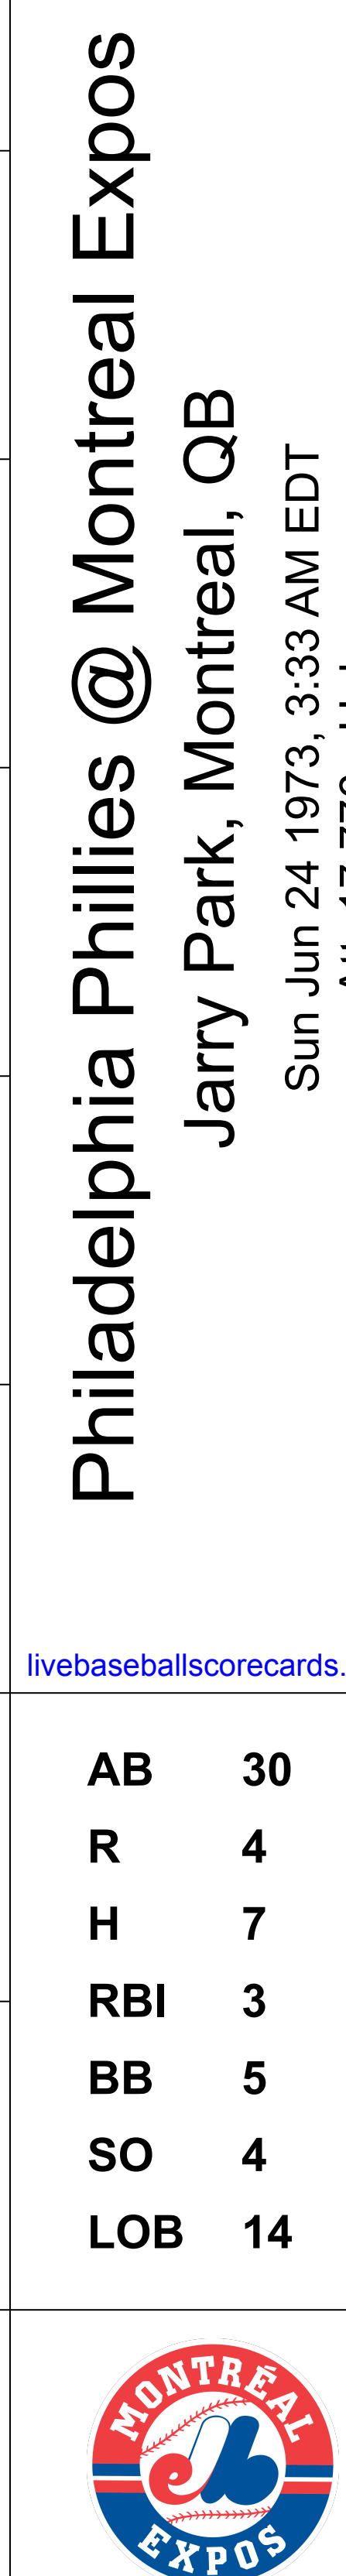 Philadelphia Phillies @ Montreal Expos
Jarry Park, Montreal, QB
Sun Jun 24 1973, 3:33 AM EDT
livebaseballscorecards.
AB 30
R 4
H 7
RBI 3
BB 5
SO 4
LOB 14
MONTRÉAL
EXPOS